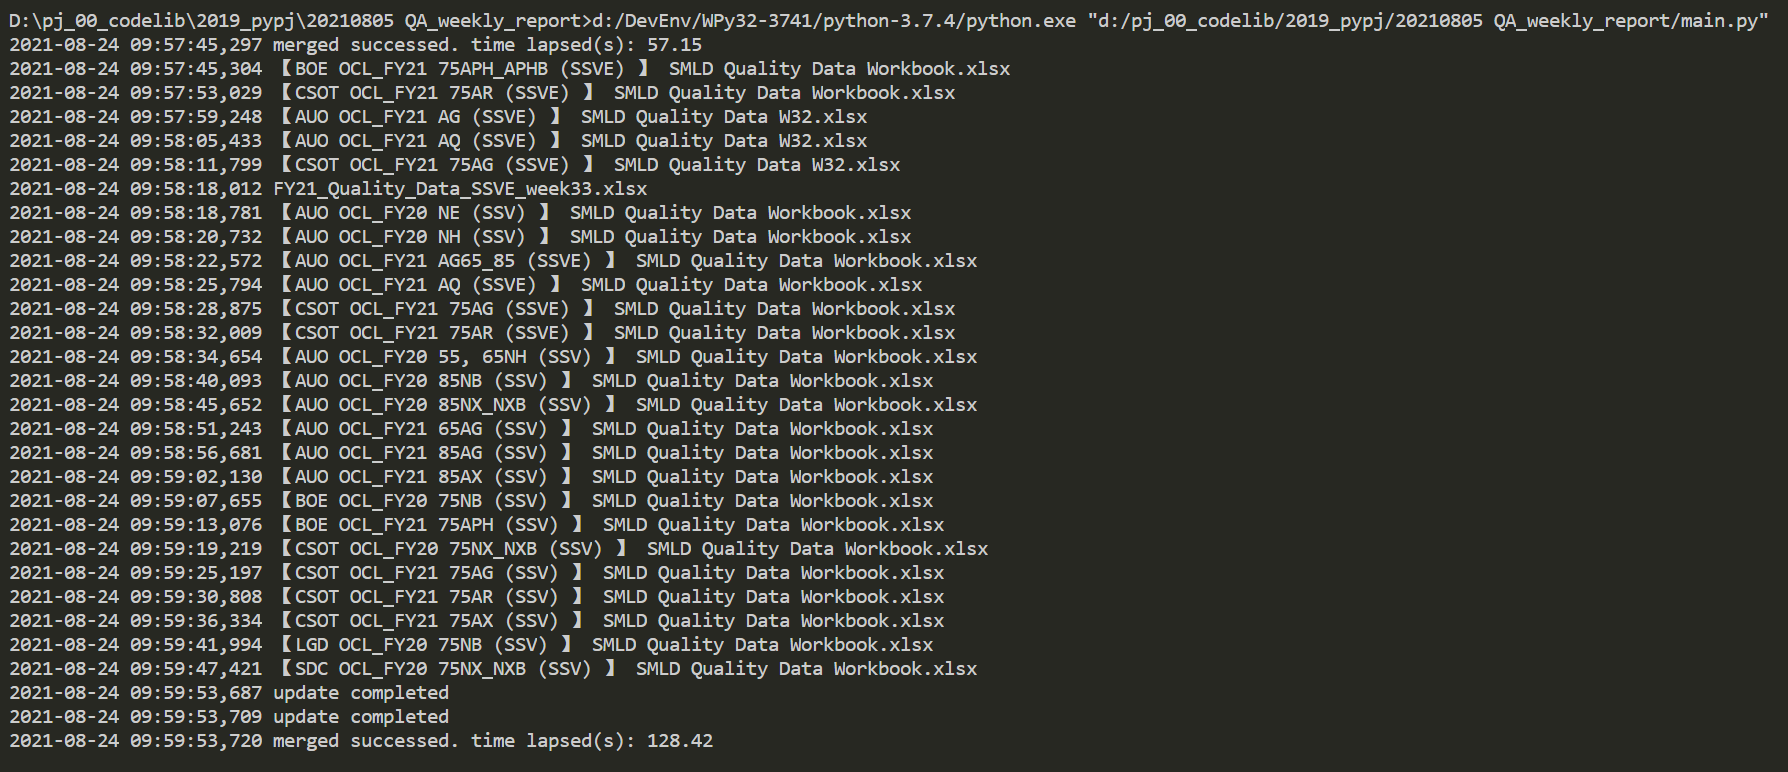 D:\pj_00_codelib\2019_pypj\20210805 QA_weekly_report>d:/DevEnv/WPy32-3741/python-3.7.4/python.exe "d:/pj_00_codelib/2019_pypj/20210805 QA_weekly_report/main.py"
2021-08-24 09:57:45,297 merged successed. time lapsed(s): 57.15
2021-08-24 09:57:45,304 【BOE OCL_FY21 75APH_APHB (SSVE) 】 SMLD Quality Data Workbook.xlsx
2021-08-24 09:57:53,029 【CSOT OCL_FY21 75AR (SSVE) 】 SMLD Quality Data Workbook.xlsx
2021-08-24 09:57:59,248 【AUO OCL_FY21 AG (SSVE) 】 SMLD Quality Data W32.xlsx
2021-08-24 09:58:05,433 【AUO OCL_FY21 AQ (SSVE) 】 SMLD Quality Data W32.xlsx
2021-08-24 09:58:11,799 【CSOT OCL_FY21 75AG (SSVE) 】 SMLD Quality Data W32.xlsx
2021-08-24 09:58:18,012 FY21_Quality_Data_SSVE_week33.xlsx
2021-08-24 09:58:18,781 【AUO OCL_FY20 NE (SSV) 】 SMLD Quality Data Workbook.xlsx
2021-08-24 09:58:20,732 【AUO OCL_FY20 NH (SSV) 】 SMLD Quality Data Workbook.xlsx
2021-08-24 09:58:22,572 【AUO OCL_FY21 AG65_85 (SSVE) 】 SMLD Quality Data Workbook.xlsx
2021-08-24 09:58:25,794 【AUO OCL_FY21 AQ (SSVE) 】 SMLD Quality Data Workbook.xlsx
2021-08-24 09:58:28,875 【CSOT OCL_FY21 75AG (SSVE) 】 SMLD Quality Data Workbook.xlsx
2021-08-24 09:58:32,009 【CSOT OCL_FY21 75AR (SSVE) 】 SMLD Quality Data Workbook.xlsx
2021-08-24 09:58:34,654 【AUO OCL_FY20 55, 65NH (SSV) 】 SMLD Quality Data Workbook.xlsx
2021-08-24 09:58:40,093 【AUO OCL_FY20 85NB (SSV) 】 SMLD Quality Data Workbook.xlsx
2021-08-24 09:58:45,652 【AUO OCL_FY20 85NX_NXB (SSV) 】 SMLD Quality Data Workbook.xlsx
2021-08-24 09:58:51,243 【AUO OCL_FY21 65AG (SSV) 】 SMLD Quality Data Workbook.xlsx
2021-08-24 09:58:56,681 【AUO OCL_FY21 85AG (SSV) 】 SMLD Quality Data Workbook.xlsx
2021-08-24 09:59:02,130 【AUO OCL_FY21 85AX (SSV) 】 SMLD Quality Data Workbook.xlsx
2021-08-24 09:59:07,655 【BOE OCL_FY20 75NB (SSV) 】 SMLD Quality Data Workbook.xlsx
2021-08-24 09:59:13,076 【BOE OCL_FY21 75APH (SSV) 】 SMLD Quality Data Workbook.xlsx
2021-08-24 09:59:19,219 【CSOT OCL_FY20 75NX_NXB (SSV) 】 SMLD Quality Data Workbook.xlsx
2021-08-24 09:59:25,197 【CSOT OCL_FY21 75AG (SSV) 】 SMLD Quality Data Workbook.xlsx
2021-08-24 09:59:30,808 【CSOT OCL_FY21 75AR (SSV) 】 SMLD Quality Data Workbook.xlsx
2021-08-24 09:59:36,334 【CSOT OCL_FY21 75AX (SSV) 】 SMLD Quality Data Workbook.xlsx
2021-08-24 09:59:41,994 【LGD OCL_FY20 75NB (SSV) 】 SMLD Quality Data Workbook.xlsx
2021-08-24 09:59:47,421 【SDC OCL_FY20 75NX_NXB (SSV) 】 SMLD Quality Data Workbook.xlsx
2021-08-24 09:59:53,687 update completed
2021-08-24 09:59:53,709 update completed
2021-08-24 09:59:53,720 merged successed. time lapsed(s): 128.42